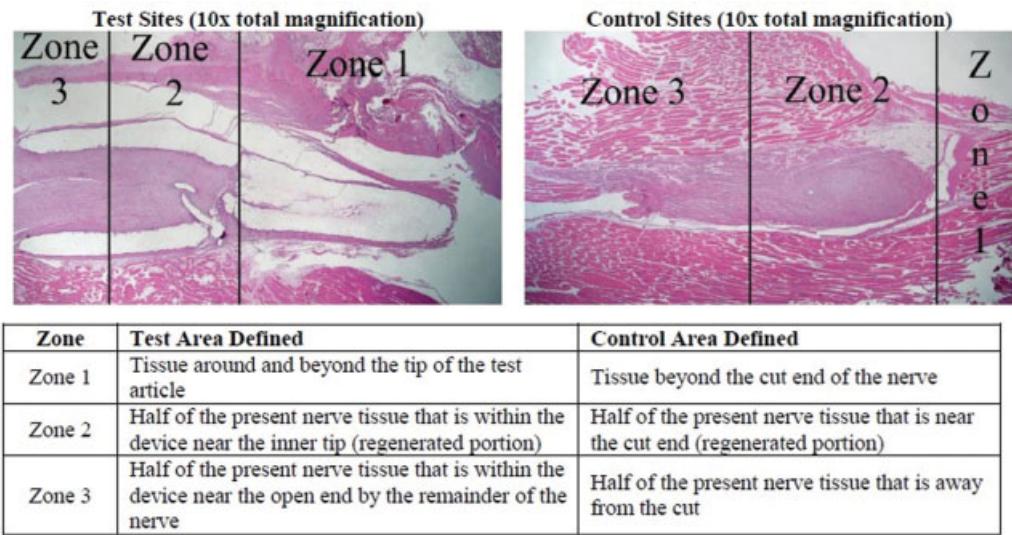 Test Sites (10x total magnification)
Control Sites (10x total magnification)
Zone
3
Zone
2
Zone 1
Zone 3
Zone 2
Z
o
n
e
1
Zone
Test Area Defined
Control Area Defined
Zone 1
Tissue around and beyond the tip of the test
article
Tissue beyond the cut end of the nerve
Zone 2
Half of the present nerve tissue that is within the
device near the inner tip (regenerated portion)
Half of the present nerve tissue that is near
the cut end (regenerated portion)
Zone 3
Half of the present nerve tissue that is within the
device near the open end by the remainder of the
nerve
Half of the present nerve tissue that is away
from the cut